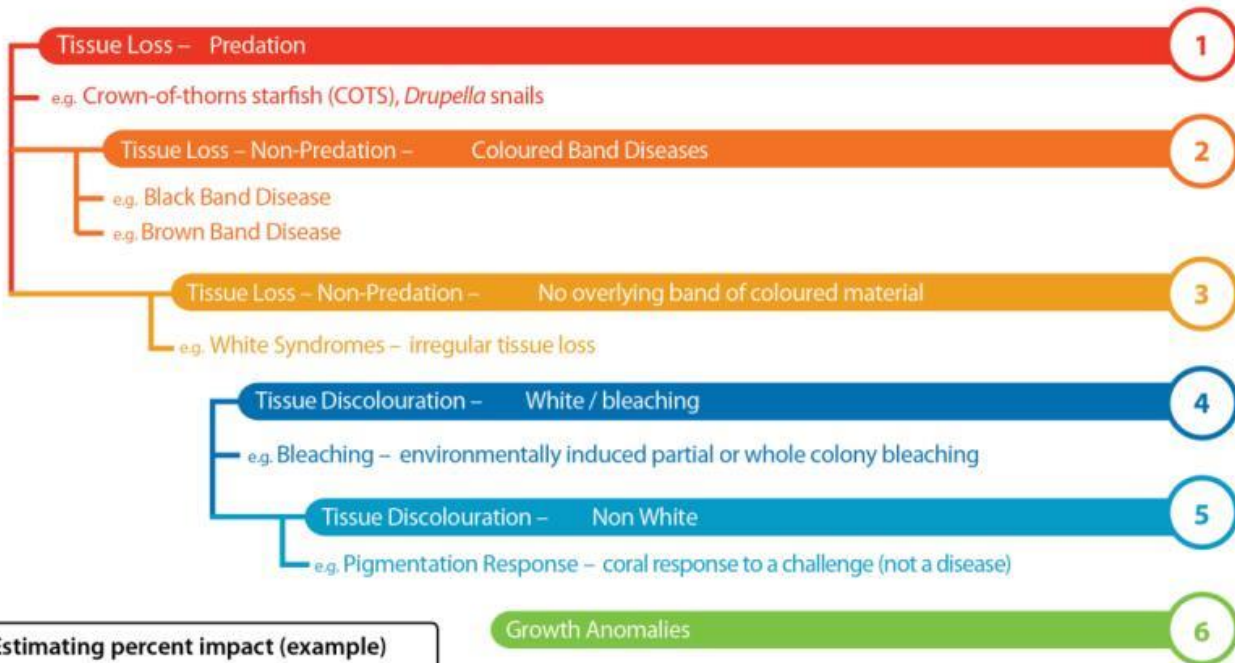 Tissue Loss – Predation 1
e.g. Crown-of-thorns starfish (COTS), Drupella snails
Tissue Loss – Non-Predation – Coloured Band Diseases 2
e.g. Black Band Disease
e.g. Brown Band Disease
Tissue Loss – Non-Predation – No overlying band of coloured material 3
e.g. White Syndromes – irregular tissue loss
Tissue Discolouration – White / bleaching 4
e.g. Bleaching – environmentally induced partial or whole colony bleaching
Tissue Discolouration – Non White 5
e.g. Pigmentation Response – coral response to a challenge (not a disease)
Growth Anomalies 6
Estimating percent impact (example)